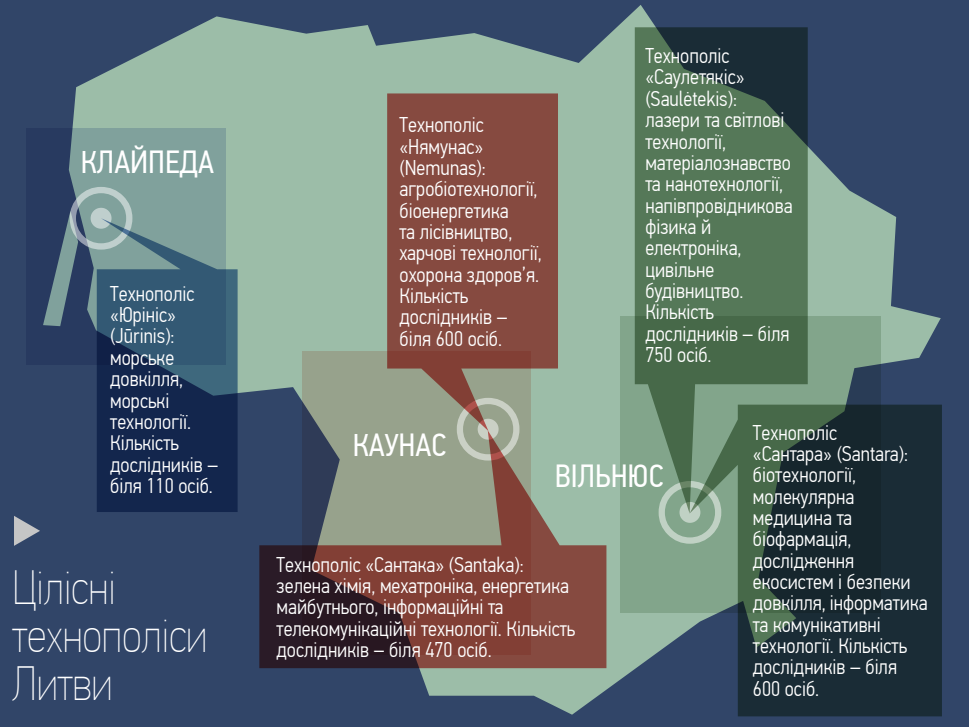 КЛАЙПЕДА
Технополіс
«Юрініс»
(Jūrinis):
морське
довкілля,
морські
технології.
Кількість
дослідників –
біля 110 осіб.
Технополіс
«Нямунас»
(Nemunas):
агробіотехнології,
біоенергетика
та лісівництво,
харчові технології,
охорона здоров’я.
Кількість
дослідників –
біля 600 осіб.
Технополіс
«Саулетякіс»
(Saulėtekis):
лазери та світлові
технології,
матеріалознавство
та нанотехнології,
напівпровідникова
фізика й
електроніка,
цивільне
будівництво.
Кількість
дослідників – біля
750 осіб.
КАУНАС
ВІЛЬНЮС
Технополіс «Сантака» (Santaka):
зелена хімія, мехатроніка, енергетика
майбутнього, інформаційні та
телекомунікаційні технології. Кількість
дослідників – біля 470 осіб.
Технополіс
«Сантара» (Santara):
біотехнології,
молекулярна
медицина та
біофармація,
дослідження
екосистем і безпеки
довкілля, інформатика
та комунікативні
технології. Кількість
дослідників – біля
600 осіб.
Цілісні
технополіси
Литви